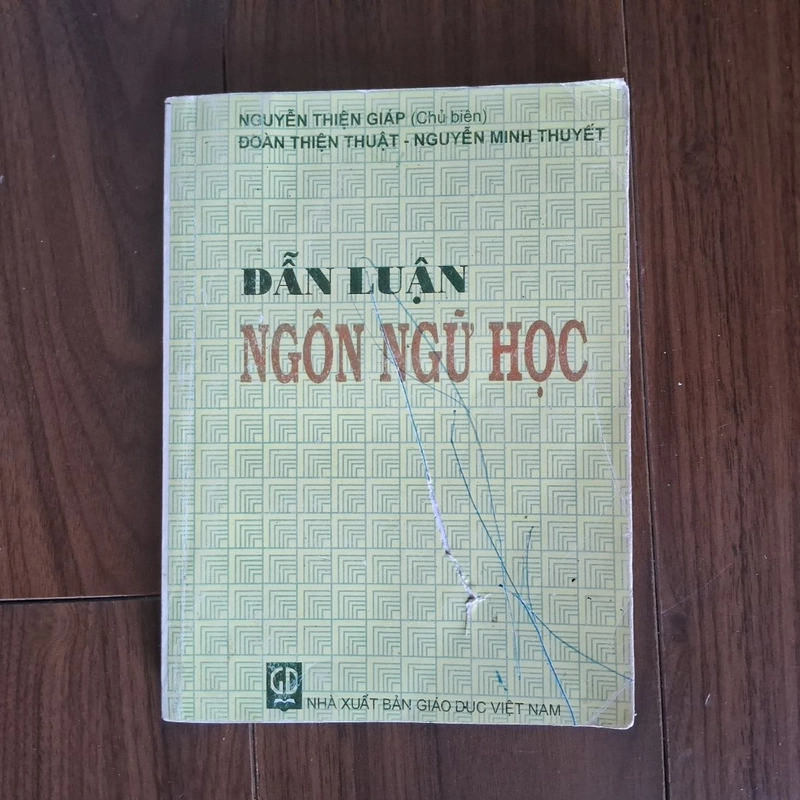 NGUYỄN THIỆN GIÁP (Chủ biên)
ĐOÀN THIỆN THUẬT - NGUYỄN MINH THUYẾT
DẪN LUẬN
NGÔN NGỮ HỌC
GD
NHÀ XUẤT BẢN GIÁO DỤC VIỆT NAM